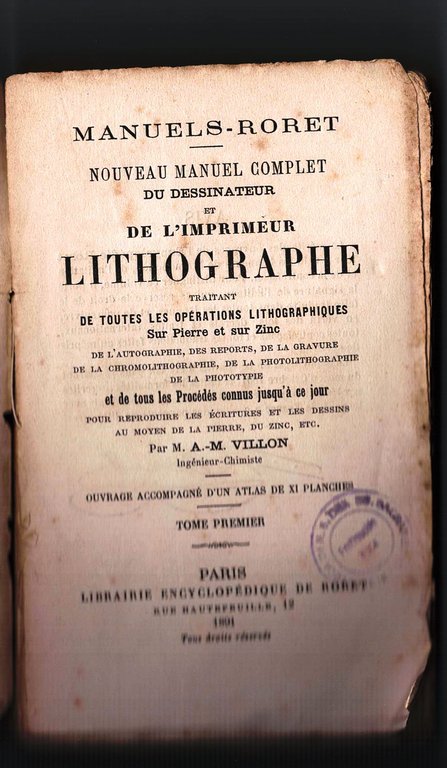 MANUELS-RORET
NOUVEAU MANUEL COMPLET
DU DESSINATEUR
ET
DE L'IMPRIMEUR
LITHOGRAPHE
TRAITANT
DE TOUTES LES OPÉRATIONS LITHOGRAPHIQUES
Sur Pierre et sur Zinc
DE L'AUTOGRAPHIE, DES REPORTS, DE LA GRAVURE
DE LA CHROMOLITHOGRAPHIE, DE LA PHOTOLITHOGRAPHIE
DE LA PHOTOTYPIE
et de tous les Procédés connus jusqu'à ce jour
POUR REPRODUIRE LES ÉCRITURES ET LES DESSINS
AU MOYEN DE LA PIERRE, DU ZINC, ETC.
Par M. A.-M. VILLON
Ingénieur-Chimiste
OUVRAGE ACCOMPAGNÉ D'UN ATLAS DE XI PLANCHES
TOME PREMIER
PARIS
LIBRAIRIE ENCYCLOPÉDIQUE DE RORET
RUE HAUTEFEUILLE, 12
1891
Tous droits réservés